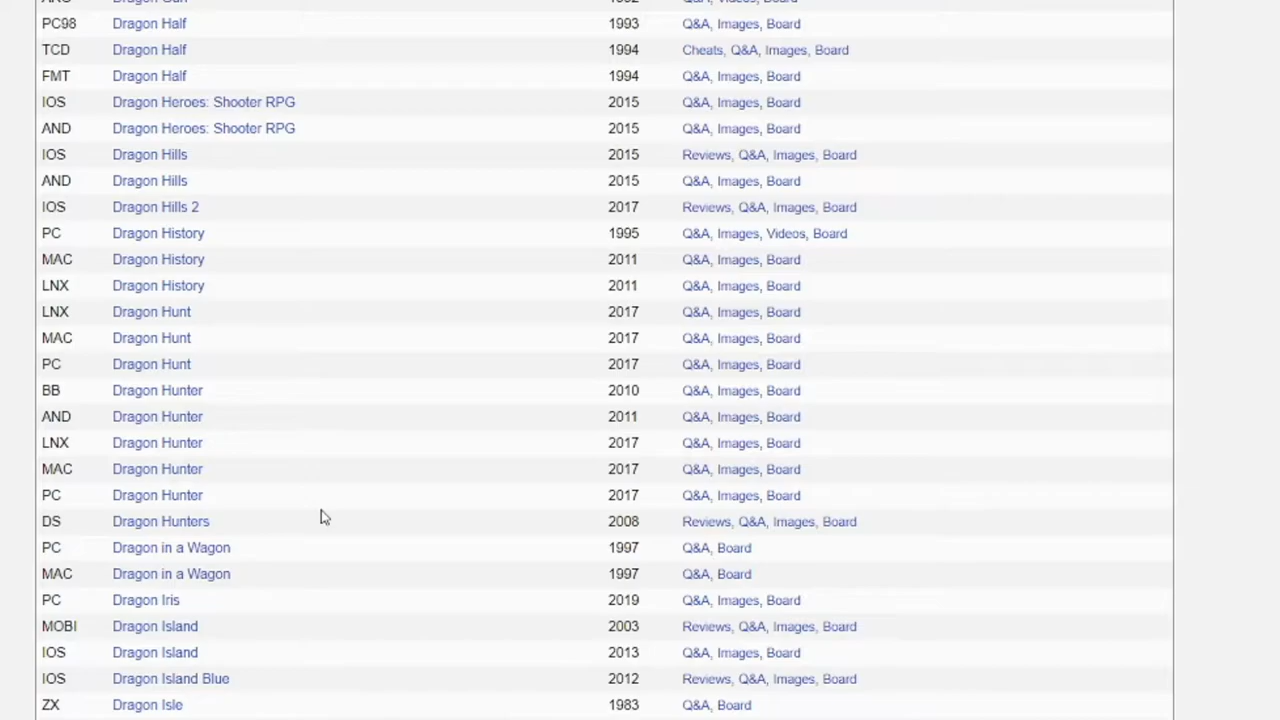 PC98 Dragon Half 1993 Q&A, Images, Board
TCD Dragon Half 1994 Cheats, Q&A, Images, Board
FMT Dragon Half 1994 Q&A, Images, Board
IOS Dragon Heroes: Shooter RPG 2015 Q&A, Images, Board
AND Dragon Heroes: Shooter RPG 2015 Q&A, Images, Board
IOS Dragon Hills 2015 Reviews, Q&A, Images, Board
AND Dragon Hills 2015 Q&A, Images, Board
IOS Dragon Hills 2 2017 Reviews, Q&A, Images, Board
PC Dragon History 1995 Q&A, Images, Videos, Board
MAC Dragon History 2011 Q&A, Images, Board
LNX Dragon History 2011 Q&A, Images, Board
LNX Dragon Hunt 2017 Q&A, Images, Board
MAC Dragon Hunt 2017 Q&A, Images, Board
PC Dragon Hunt 2017 Q&A, Images, Board
BB Dragon Hunter 2010 Q&A, Images, Board
AND Dragon Hunter 2011 Q&A, Images, Board
LNX Dragon Hunter 2017 Q&A, Images, Board
MAC Dragon Hunter 2017 Q&A, Images, Board
PC Dragon Hunter 2017 Q&A, Images, Board
DS Dragon Hunters 2008 Reviews, Q&A, Images, Board
PC Dragon in a Wagon 1997 Q&A, Board
MAC Dragon in a Wagon 1997 Q&A, Board
PC Dragon Iris 2019 Q&A, Images, Board
MOBI Dragon Island 2003 Reviews, Q&A, Images, Board
IOS Dragon Island 2013 Q&A, Images, Board
IOS Dragon Island Blue 2012 Reviews, Q&A, Images, Board
ZX Dragon Isle 1983 Q&A, Board